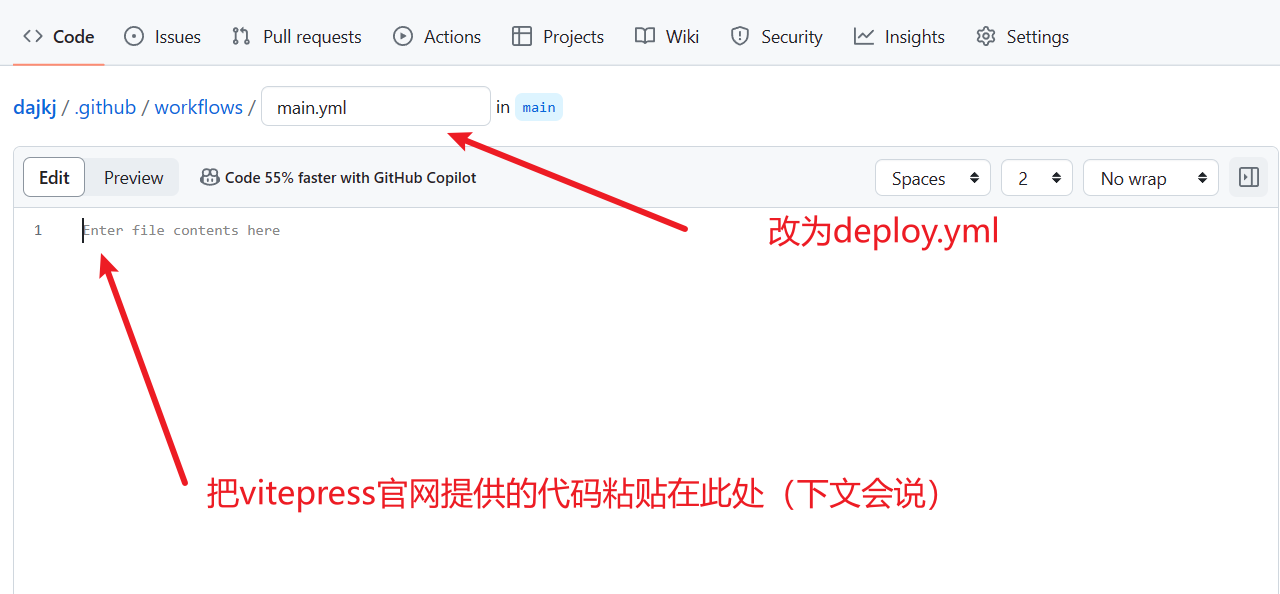 Code Issues Pull requests Actions Projects Wiki Security Insights Settings
dajkj / .github / workflows / main.yml in main
Edit Preview Code 55% faster with GitHub Copilot Spaces 2 No wrap
1 Enter file contents here
改为deploy.yml
把vitepress官网提供的代码粘贴在此处（下文会说）